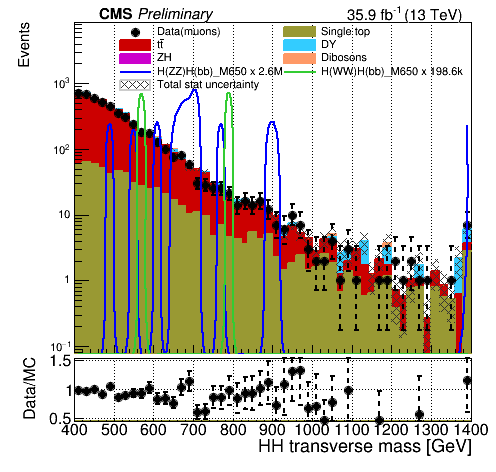 CMS Preliminary 35.9 fb⁻¹ (13 TeV)
Data(muons) Single top
tt̄ DY
ZH Dibosons
H(ZZ)H(bb)_M650 x 2.6M H(WW)H(bb)_M650 x 198.6k
Total stat uncertainty
Events
10³
10²
10
1
10⁻¹
Data/MC
1.5
1.0
0.5
400 500 600 700 800 900 1000 1100 1200 1300 1400
HH transverse mass [GeV]